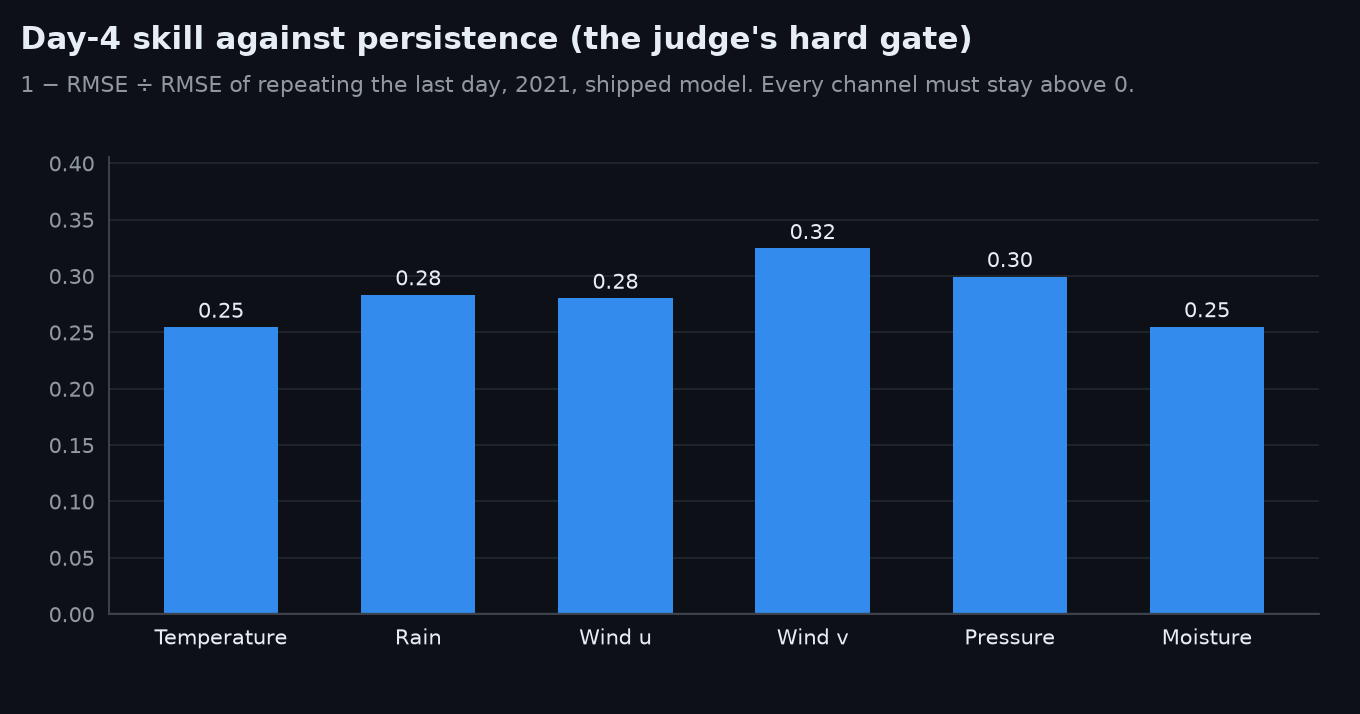 Day-4 skill against persistence (the judge's hard gate)
1 − RMSE ÷ RMSE of repeating the last day, 2021, shipped model. Every channel must stay above 0.
0.40
0.35
0.30
0.25
0.20
0.15
0.10
0.05
0.00
0.25
0.28
0.28
0.32
0.30
0.25
Temperature
Rain
Wind u
Wind v
Pressure
Moisture